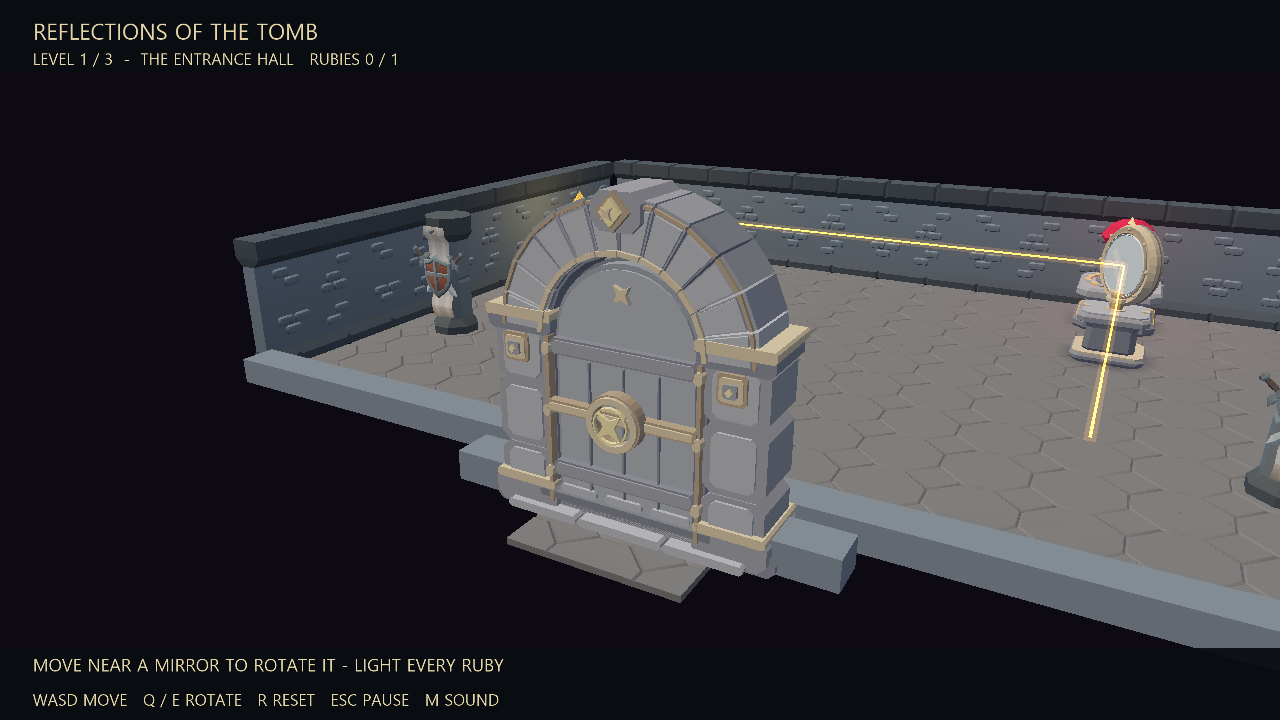 REFLECTIONS OF THE TOMB
LEVEL 1 / 3 - THE ENTRANCE HALL RUBIES 0 / 1
MOVE NEAR A MIRROR TO ROTATE IT - LIGHT EVERY RUBY
WASD MOVE Q / E ROTATE R RESET ESC PAUSE M SOUND